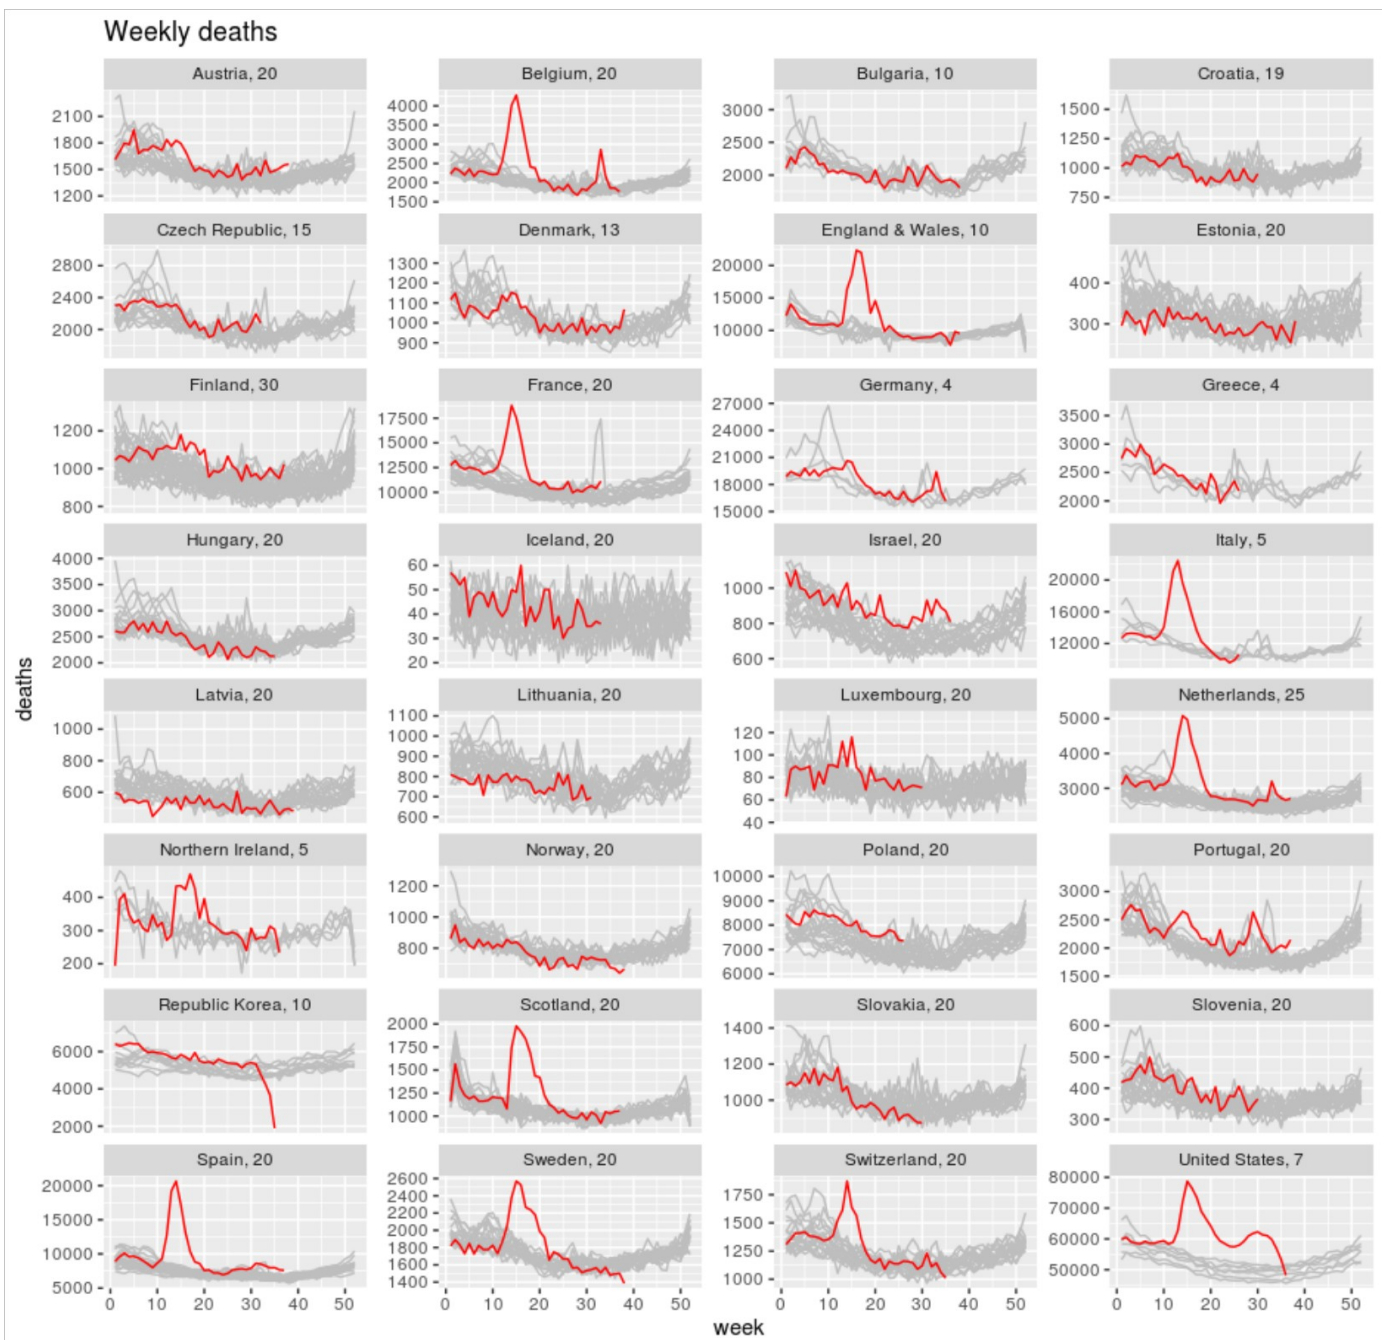 Weekly deaths
Austria, 20 Belgium, 20 Bulgaria, 10 Croatia, 19
2100 1800 1500 1200
4000 3500 3000 2500 2000 1500
3000 2500 2000
1500 1250 1000 750
Czech Republic, 15 Denmark, 13 England & Wales, 10 Estonia, 20
2800 2400 2000
1300 1200 1100 1000 900
20000 15000 10000
400 300
Finland, 30 France, 20 Germany, 4 Greece, 4
1200 1000 800
17500 15000 12500 10000
27000 24000 21000 18000 15000
3500 3000 2500 2000
Hungary, 20 Iceland, 20 Israel, 20 Italy, 5
4000 3500 3000 2500 2000
60 50 40 30 20
1000 800 600
20000 16000 12000
deaths
Latvia, 20 Lithuania, 20 Luxembourg, 20 Netherlands, 25
1000 800 600
1100 1000 900 800 700 600
120 100 80 60 40
5000 4000 3000
Northern Ireland, 5 Norway, 20 Poland, 20 Portugal, 20
400 300 200
1200 1000 800
10000 9000 8000 7000 6000
3000 2500 2000 1500
Republic Korea, 10 Scotland, 20 Slovakia, 20 Slovenia, 20
6000 4000 2000
2000 1750 1500 1250 1000
1400 1200 1000
600 500 400 300
Spain, 20 Sweden, 20 Switzerland, 20 United States, 7
20000 15000 10000 5000
2600 2400 2200 2000 1800 1600 1400
1750 1500 1250 1000
80000 70000 60000 50000
0 10 20 30 40 50 0 10 20 30 40 50 0 10 20 30 40 50 0 10 20 30 40 50
week